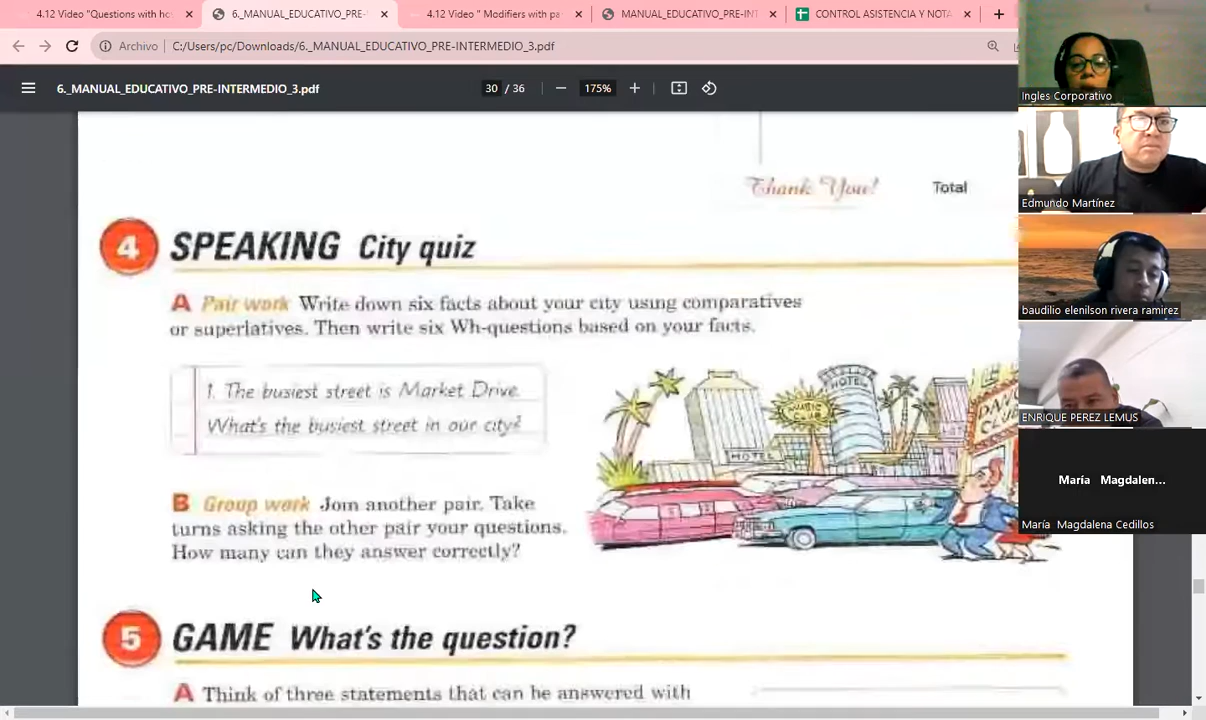 4.12 Video "Questions with ho
6._MANUAL_EDUCATIVO_PRE-
4.12 Video " Modifiers with pa
MANUAL_EDUCATIVO_PRE-INT
CONTROL ASISTENCIA Y NOTA
Archivo
C:/Users/pc/Downloads/6._MANUAL_EDUCATIVO_PRE-INTERMEDIO_3.pdf
6._MANUAL_EDUCATIVO_PRE-INTERMEDIO_3.pdf
30 / 36
175%
Thank You! Total
4 SPEAKING City quiz
A Pair work Write down six facts about your city using comparatives
or superlatives. Then write six Wh-questions based on your facts.
1. The busiest street is Market Drive.
What's the busiest street in our city?
B Group work Join another pair. Take
turns asking the other pair your questions.
How many can they answer correctly?
HOTEL
MUSIC
CLUB
HOTEL
CLUB
5 GAME What's the question?
A Think of three statements that can be answered with
Ingles Corporativo
Edmundo Martínez
baudilio elenilson rivera ramirez
ENRIQUE PEREZ LEMUS
María Magdalen...
María Magdalena Cedillos